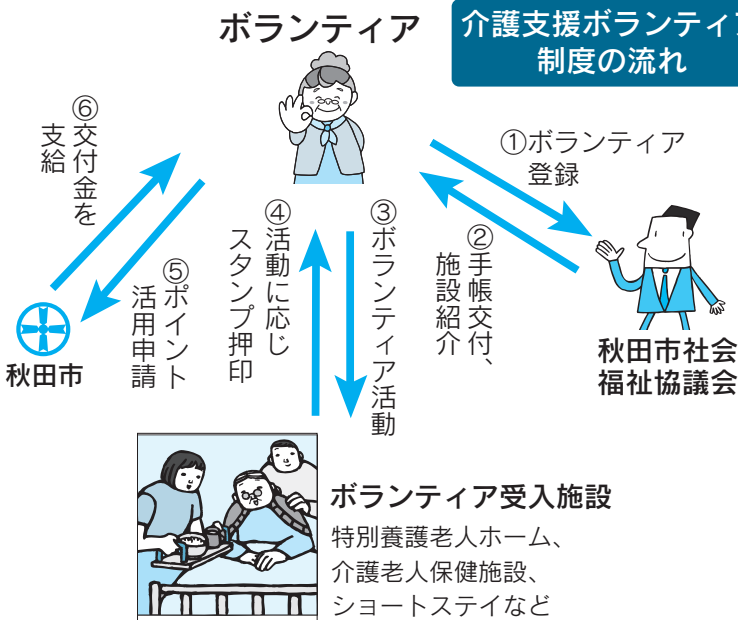 ボランティア
介護支援ボランティア
制度の流れ
①ボランティア
登録
②手帳交付、
施設紹介
③ボランティア活動
④活動に応じ
スタンプ押印
⑤ポイント
活用申請
⑥交付金を
支給
秋田市
秋田市社会
福祉協議会
ボランティア受入施設
特別養護老人ホーム、
介護老人保健施設、
ショートステイなど